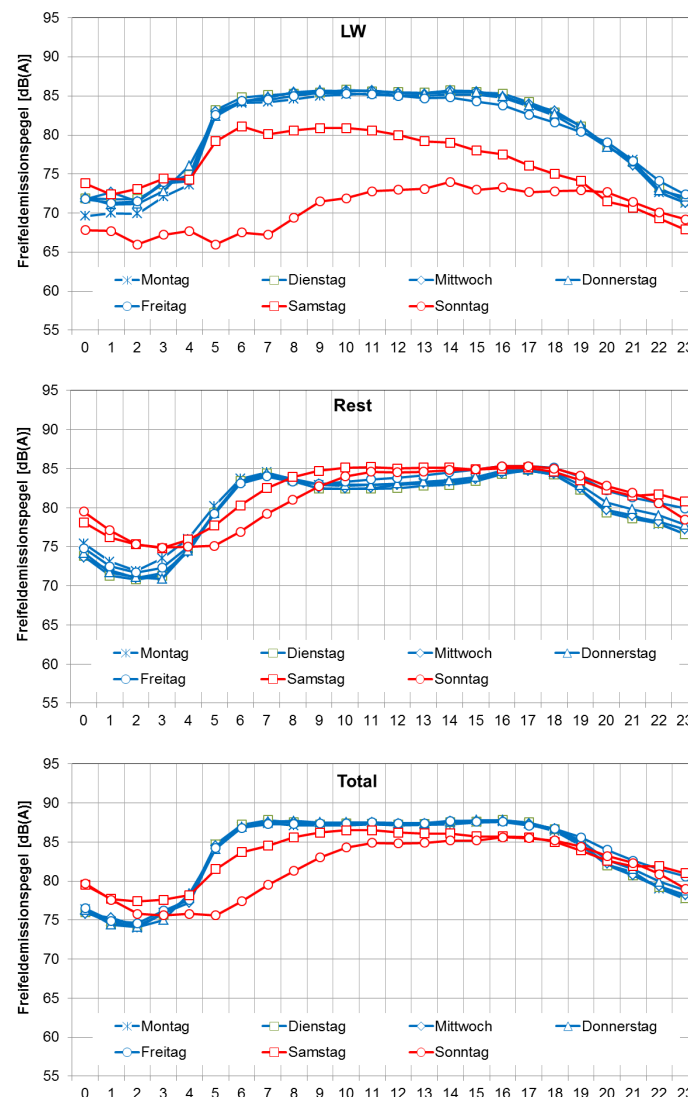 LW
Freifeldemissionspegel [dB(A)]
95
90
85
80
75
70
65
60
55
Montag Dienstag Mittwoch Donnerstag
Freitag Samstag Sonntag
0 1 2 3 4 5 6 7 8 9 10 11 12 13 14 15 16 17 18 19 20 21 22 23
Rest
Freifeldemissionspegel [dB(A)]
95
90
85
80
75
70
65
60
55
Montag Dienstag Mittwoch Donnerstag
Freitag Samstag Sonntag
0 1 2 3 4 5 6 7 8 9 10 11 12 13 14 15 16 17 18 19 20 21 22 23
Total
Freifeldemissionspegel [dB(A)]
95
90
85
80
75
70
65
60
55
Montag Dienstag Mittwoch Donnerstag
Freitag Samstag Sonntag
0 1 2 3 4 5 6 7 8 9 10 11 12 13 14 15 16 17 18 19 20 21 22 23